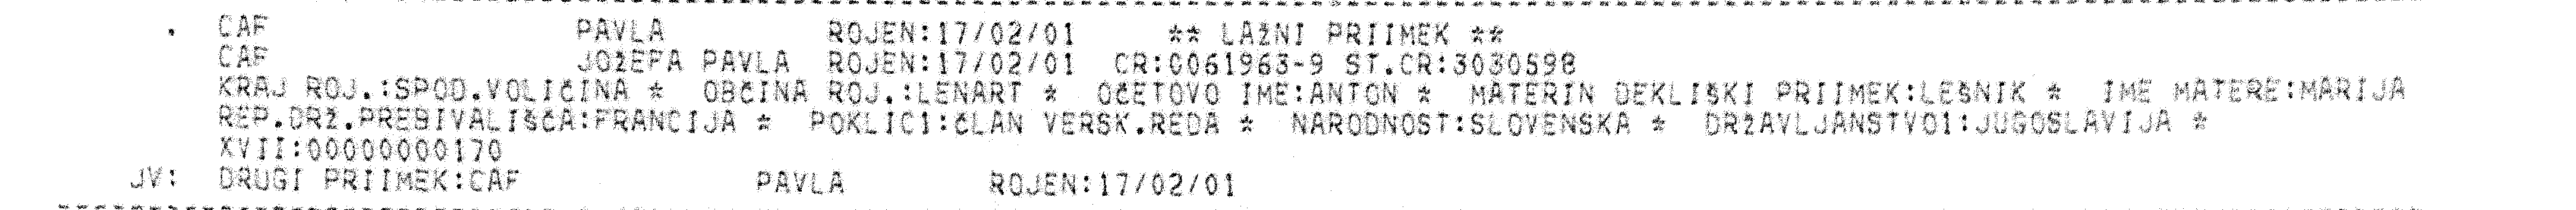 . CAF PAVLA ROJEN:17/02/01 ** LAŽNI PRIIMEK **
CAF JOŽEFA PAVLA ROJEN:17/02/01 CR:0061963-9 ST.CR:3030598
KRAJ ROJ.:SPOD.VOLIČINA * OBČINA ROJ.:LENART * OČETOVO IME:ANTON * MATERIN DEKLIŠKI PRIIMEK:LEŠNIK * IME MATERE:MARIJA
REP.DRŽ.PREBIVALIŠČA:FRANCIJA * POKLIC1:ČLAN VERSK.REDA * NARODNOST:SLOVENSKA * DRŽAVLJANSTVO1:JUGOSLAVIJA *
XVII:00000000170
JV: DRUGI PRIIMEK:CAF PAVLA ROJEN:17/02/01